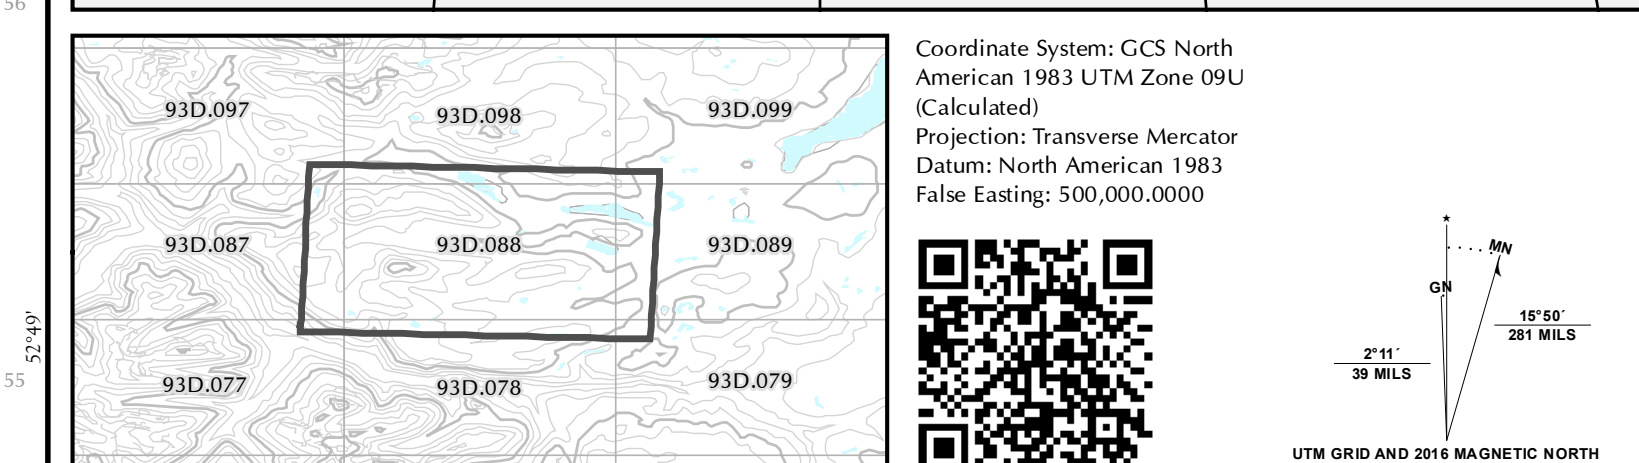 56
93D.097
93D.098
93D.099
93D.087
93D.088
93D.089
93D.077
93D.078
93D.079
52°49'
55
Coordinate System: GCS North
American 1983 UTM Zone 09U
(Calculated)
Projection: Transverse Mercator
Datum: North American 1983
False Easting: 500,000.0000
MN
GN
15°50´
281 MILS
2°11´
39 MILS
UTM GRID AND 2016 MAGNETIC NORTH